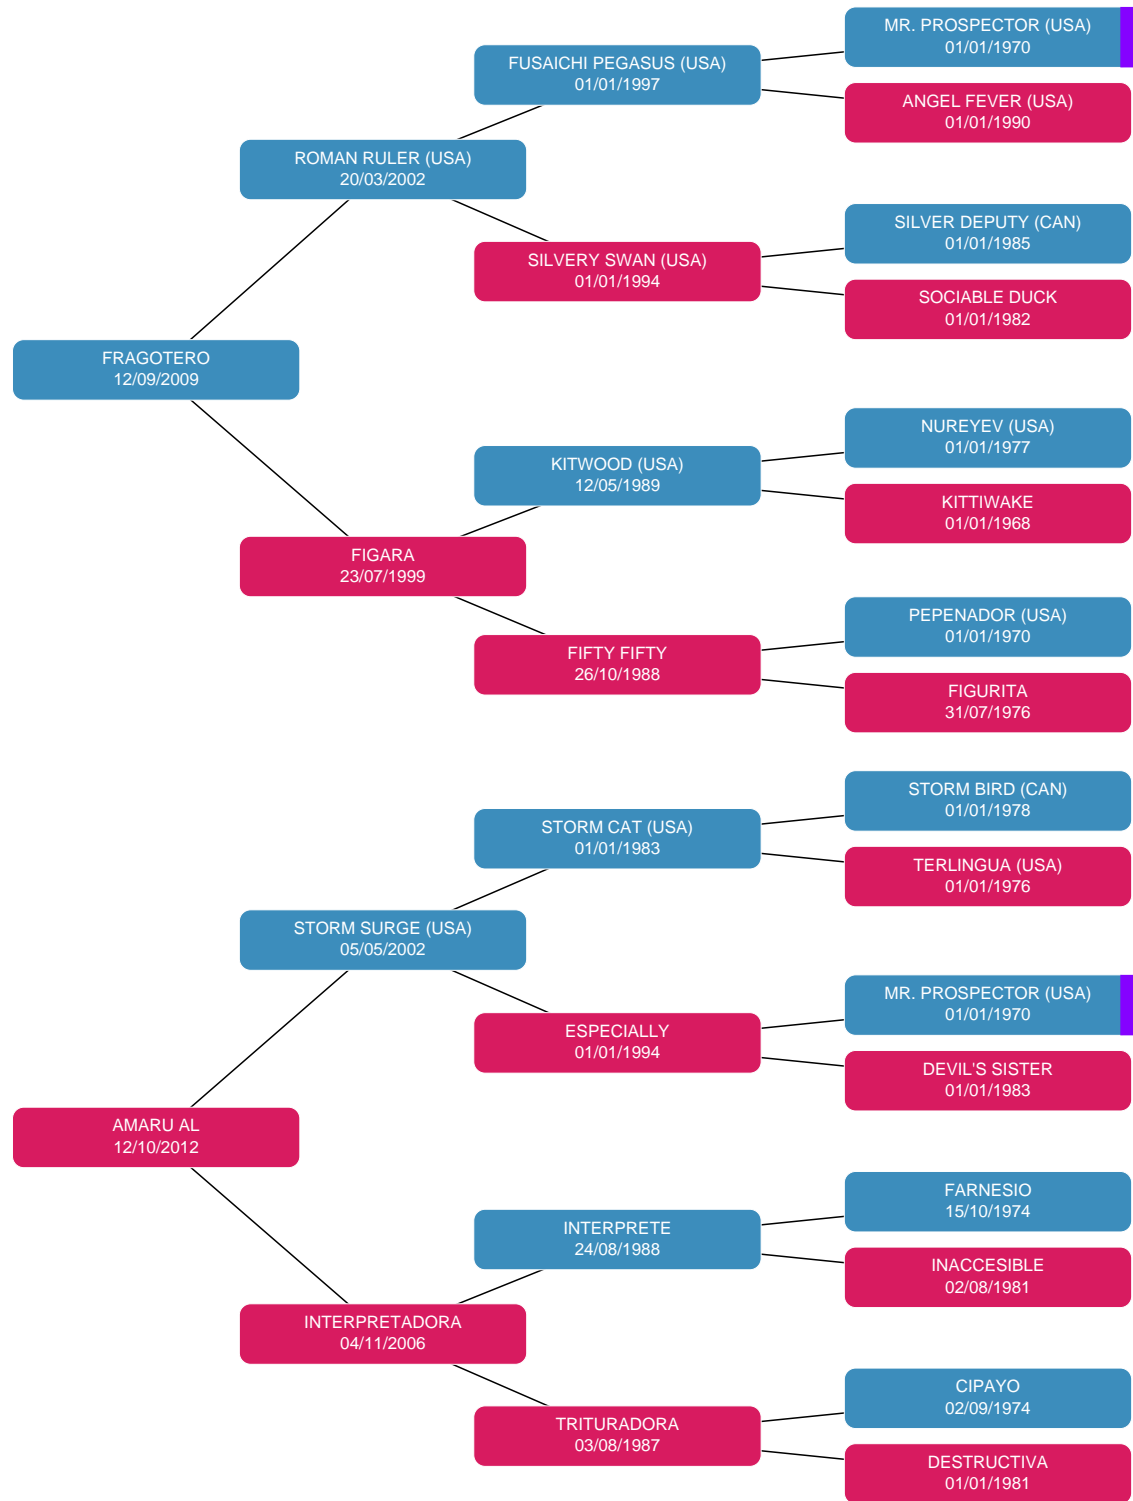 MR. PROSPECTOR (USA)
01/01/1970
FUSAICHI PEGASUS (USA)
01/01/1997
ANGEL FEVER (USA)
01/01/1990
ROMAN RULER (USA)
20/03/2002
SILVER DEPUTY (CAN)
01/01/1985
SILVERY SWAN (USA)
01/01/1994
SOCIABLE DUCK
01/01/1982
FRAGOTERO
12/09/2009
NUREYEV (USA)
01/01/1977
KITWOOD (USA)
12/05/1989
KITTIWAKE
01/01/1968
FIGARA
23/07/1999
PEPENADOR (USA)
01/01/1970
FIFTY FIFTY
26/10/1988
FIGURITA
31/07/1976
STORM BIRD (CAN)
01/01/1978
STORM CAT (USA)
01/01/1983
TERLINGUA (USA)
01/01/1976
STORM SURGE (USA)
05/05/2002
MR. PROSPECTOR (USA)
01/01/1970
ESPECIALLY
01/01/1994
DEVIL'S SISTER
01/01/1983
AMARU AL
12/10/2012
FARNESIO
15/10/1974
INTERPRETE
24/08/1988
INACCESIBLE
02/08/1981
INTERPRETADORA
04/11/2006
CIPAYO
02/09/1974
TRITURADORA
03/08/1987
DESTRUCTIVA
01/01/1981